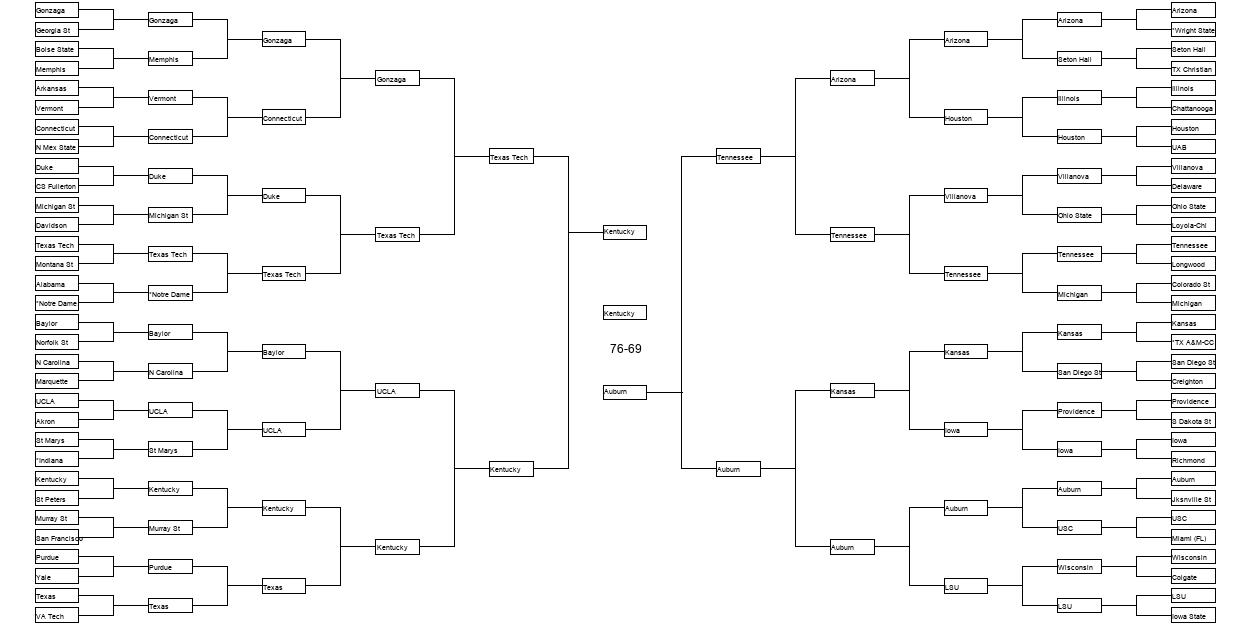 Gonzaga
Georgia St
Boise State
Memphis
Arkansas
Vermont
Connecticut
N Mex State
Duke
CS Fullerton
Michigan St
Davidson
Texas Tech
Montana St
Alabama
*Notre Dame
Baylor
Norfolk St
N Carolina
Marquette
UCLA
Akron
St Marys
*Indiana
Kentucky
St Peters
Murray St
San Francisco
Purdue
Yale
Texas
VA Tech
Gonzaga
Memphis
Vermont
Connecticut
Duke
Michigan St
Texas Tech
*Notre Dame
Baylor
N Carolina
UCLA
St Marys
Kentucky
Murray St
Purdue
Texas
Gonzaga
Connecticut
Duke
Texas Tech
Baylor
UCLA
Kentucky
Texas
Gonzaga
Texas Tech
UCLA
Kentucky
Texas Tech
Kentucky
Kentucky
Kentucky
76-69
Auburn
Tennessee
Auburn
Arizona
Tennessee
Kansas
Auburn
Arizona
Houston
Villanova
Tennessee
Kansas
Iowa
Auburn
LSU
Arizona
Seton Hall
Illinois
Houston
Villanova
Ohio State
Tennessee
Michigan
Kansas
San Diego St
Providence
Iowa
Auburn
USC
Wisconsin
LSU
Arizona
*Wright State
Seton Hall
TX Christian
Illinois
Chattanooga
Houston
UAB
Villanova
Delaware
Ohio State
Loyola-Chi
Tennessee
Longwood
Colorado St
Michigan
Kansas
*TX A&M-CC
San Diego St
Creighton
Providence
S Dakota St
Iowa
Richmond
Auburn
Jksnville St
USC
Miami (FL)
Wisconsin
Colgate
LSU
Iowa State